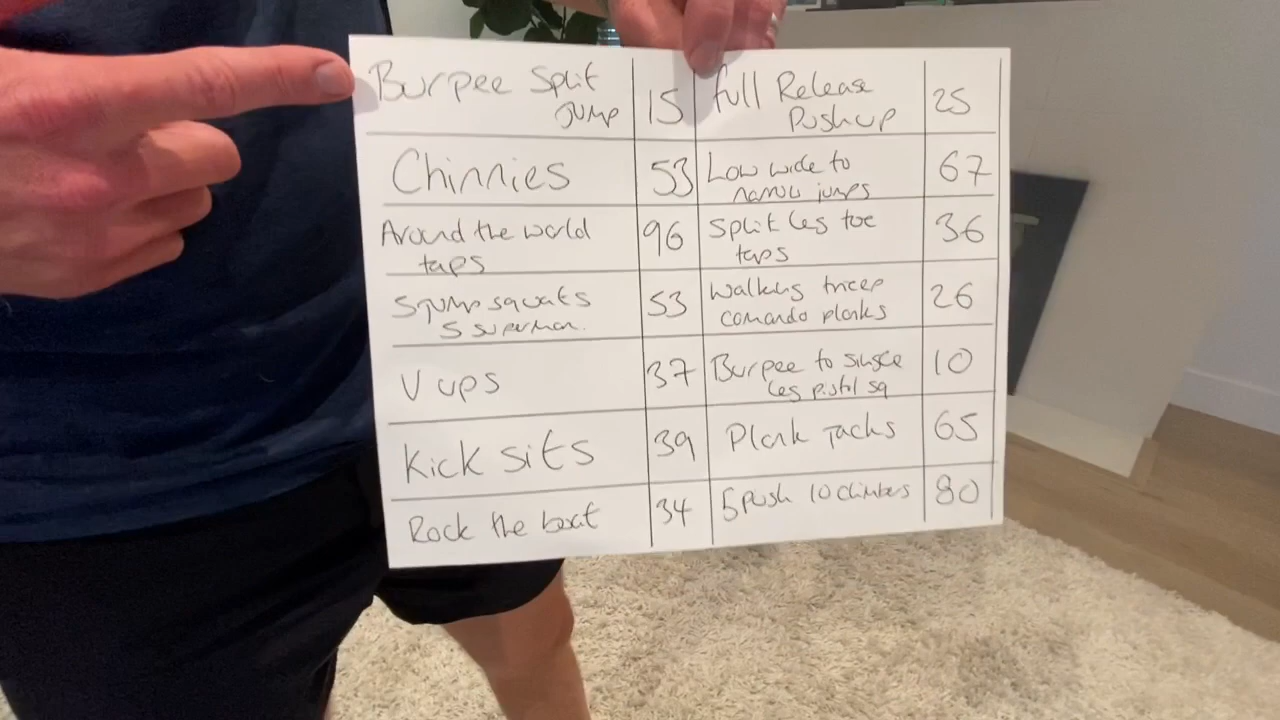 Burpee Split
Jump
15
Full Release
Pushup
25
Chinnies
53
Low wide to
narrow jumps
67
Around the world
taps
96
Split leg toe
taps
36
5 jump squats
5 superman.
53
Walking tricep
comando planks
26
V ups
37
Burpee to single
leg pistol sq
10
Kick sits
39
Plank Jacks
65
Rock the boat
34
5 push 10 climbers
80